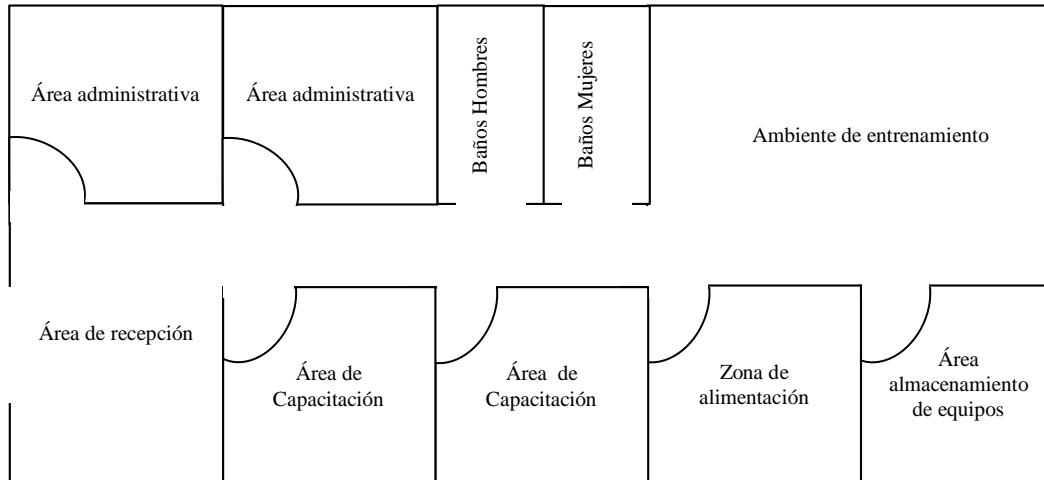 Área administrativa
Área administrativa
Baños Hombres
Baños Mujeres
Ambiente de entrenamiento
Área de recepción
Área de
Capacitación
Área de
Capacitación
Zona de
alimentación
Área
almacenamiento
de equipos